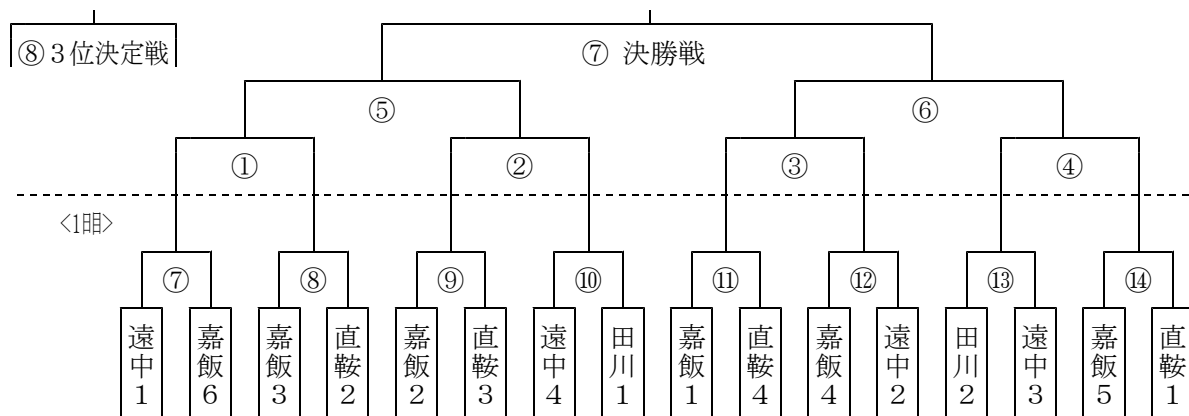 ⑧３位決定戦
⑦ 決勝戦
⑤
⑥
①
②
③
④
<1日目>
⑦
⑧
⑨
⑩
⑪
⑫
⑬
⑭
遠中１
嘉飯６
嘉飯３
直鞍２
嘉飯２
直鞍３
遠中４
田川１
嘉飯１
直鞍４
嘉飯４
遠中２
田川２
遠中３
嘉飯５
直鞍１